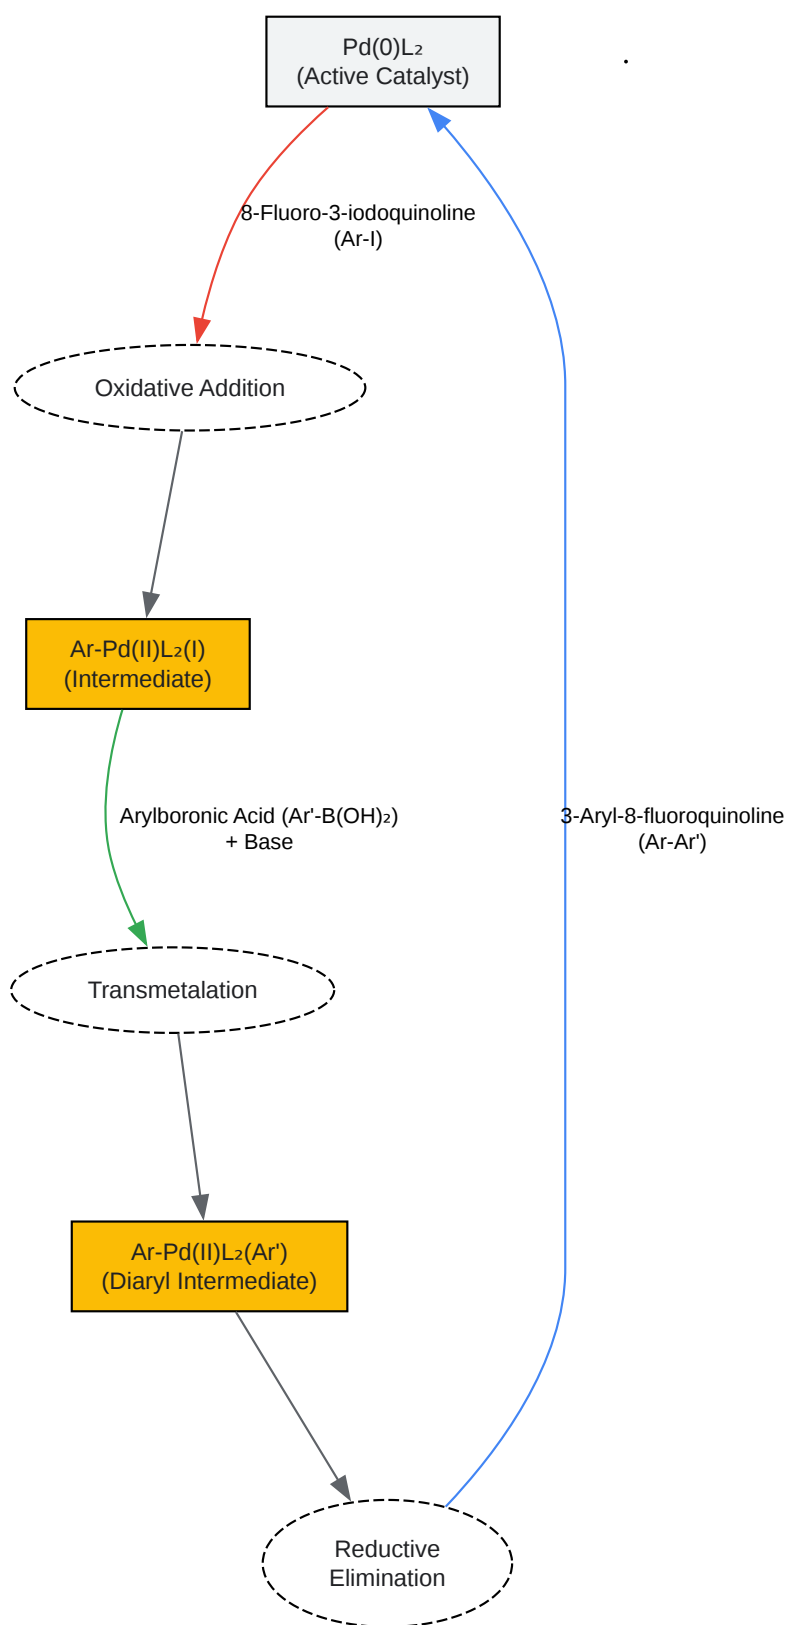 Pd(0)L₂
(Active Catalyst)
8-Fluoro-3-iodoquinoline
(Ar-I)
Oxidative Addition
Ar-Pd(II)L₂(I)
(Intermediate)
Arylboronic Acid (Ar'-B(OH)₂)
+ Base
3-Aryl-8-fluoroquinoline
(Ar-Ar')
Transmetalation
Ar-Pd(II)L₂(Ar')
(Diaryl Intermediate)
Reductive
Elimination